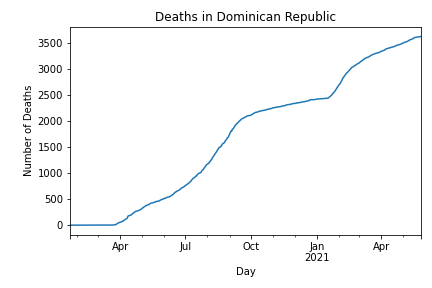 Deaths in Dominican Republic
Number of Deaths
3500
3000
2500
2000
1500
1000
500
0
Apr Jul Oct Jan Apr
2021
Day